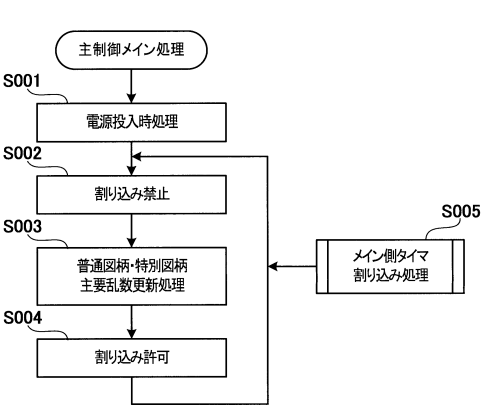 主制御メイン処理
S001
電源投入時処理
S002
割り込み禁止
S003
普通図柄・特別図柄
主要乱数更新処理
S004
割り込み許可
S005
メイン側タイマ
割り込み処理